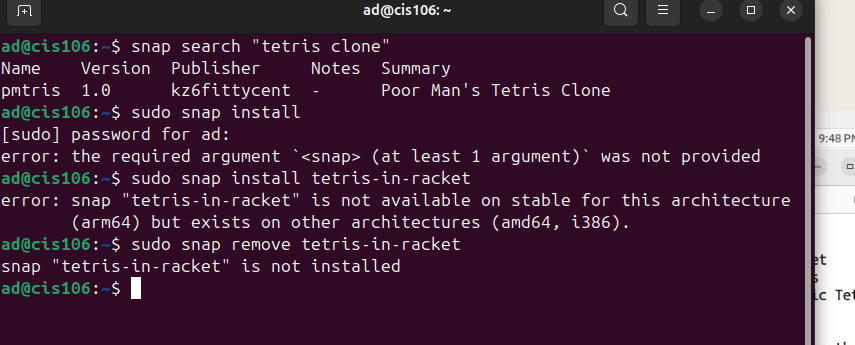 ad@cis106: ~
ad@cis106:~$ snap search "tetris clone"
Name    Version  Publisher     Notes  Summary
pmtris  1.0      kz6fittycent  -      Poor Man's Tetris Clone
ad@cis106:~$ sudo snap install
[sudo] password for ad:
error: the required argument `<snap> (at least 1 argument)` was not provided
ad@cis106:~$ sudo snap install tetris-in-racket
error: snap "tetris-in-racket" is not available on stable for this architecture
       (arm64) but exists on other architectures (amd64, i386).
ad@cis106:~$ sudo snap remove tetris-in-racket
snap "tetris-in-racket" is not installed
ad@cis106:~$
9:48 PM